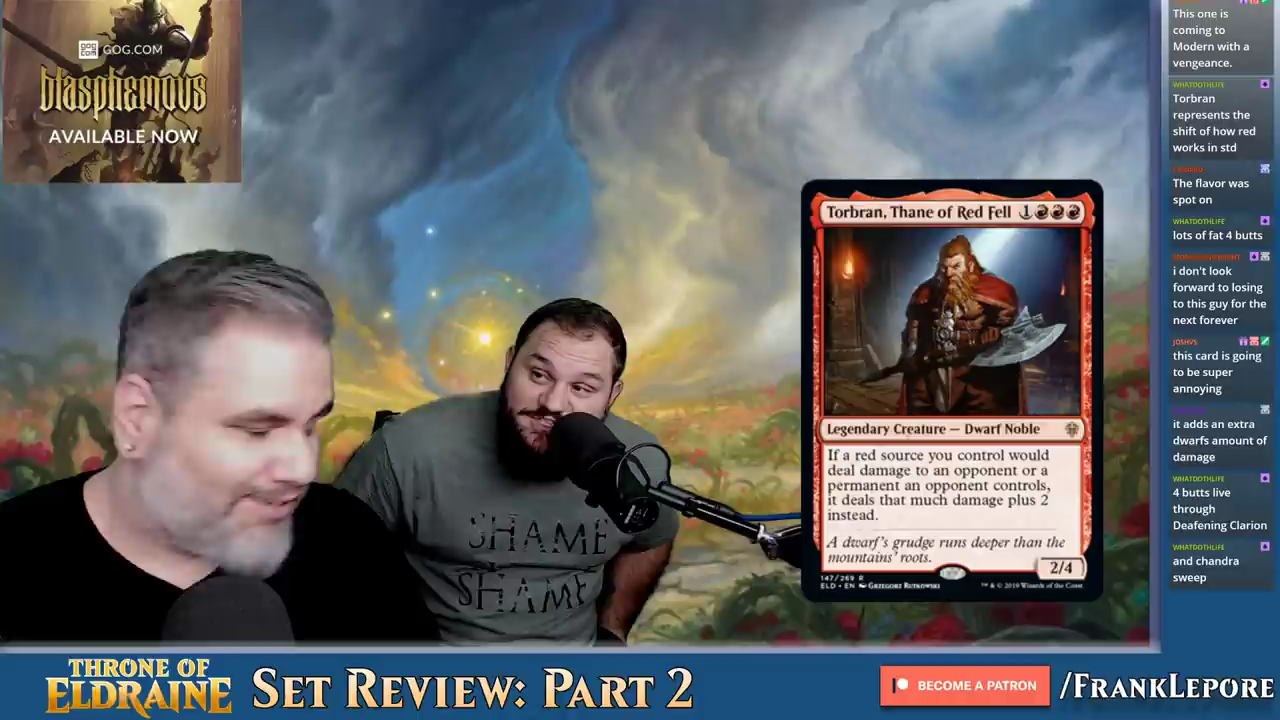 GOG.COM
GOG COM
blasphemous
AVAILABLE NOW
SHAME
SHAME
Torbran, Thane of Red Fell 1
Legendary Creature — Dwarf Noble
If a red source you control would
deal damage to an opponent or a
permanent an opponent controls,
it deals that much damage plus 2
instead.
A dwarf's grudge runs deeper than the
mountains' roots.
2/4
147/269 R
ELD • EN Grzegorz Rutkowski
™ & © 2019 Wizards of the Coast
This one is
coming to
Modern with a
vengeance.
WHATDOTHLIFE
Torbran
represents the
shift of how red
works in std
The flavor was
spot on
WHATDOTHLIFE
lots of fat 4 butts
i don't look
forward to losing
to this guy for the
next forever
JOSHVS
this card is going
to be super
annoying
it adds an extra
dwarfs amount of
damage
WHATDOTHLIFE
4 butts live
through
Deafening Clarion
WHATDOTHLIFE
and chandra
sweep
THRONE OF
ELDRAINE
SET REVIEW: PART 2
BECOME A PATRON
/FRANKLEPORE